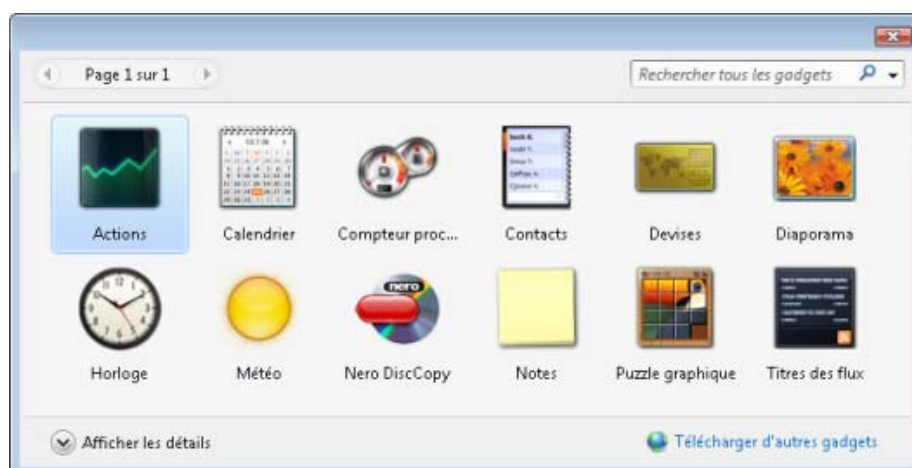 Page 1 sur 1
Rechercher tous les gadgets
Actions
Calendrier
Compteur proc...
Contacts
Devises
Diaporama
nero
Horloge
Météo
Nero DiscCopy
Notes
Puzzle graphique
Titres des flux
Afficher les détails
Télécharger d'autres gadgets